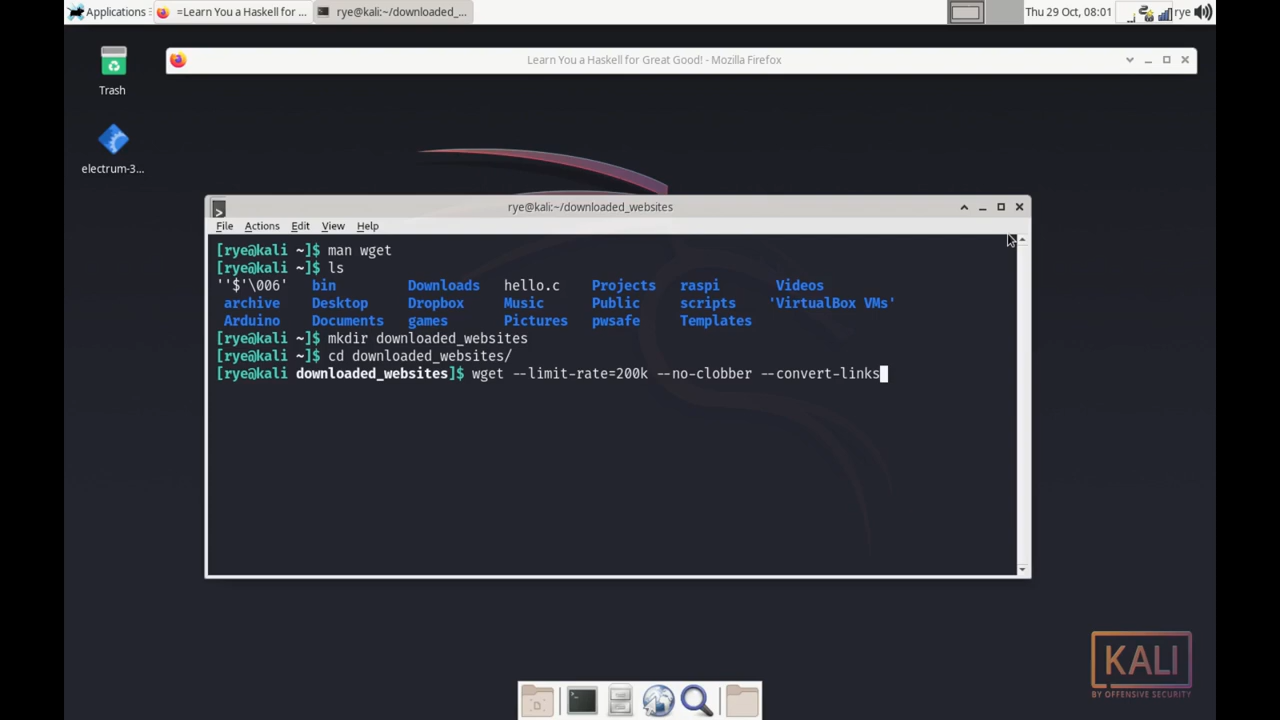 Applications =Learn You a Haskell for ... rye@kali:~/downloaded_... Thu 29 Oct, 08:01 rye
Learn You a Haskell for Great Good! - Mozilla Firefox
Trash
electrum-3...
rye@kali:~/downloaded_websites
File Actions Edit View Help
[rye@kali ~]$ man wget
[rye@kali ~]$ ls
''$'\006' bin Downloads hello.c Projects raspi Videos
archive Desktop Dropbox Music Public scripts 'VirtualBox VMs'
Arduino Documents games Pictures pwsafe Templates
[rye@kali ~]$ mkdir downloaded_websites
[rye@kali ~]$ cd downloaded_websites/
[rye@kali downloaded_websites]$ wget --limit-rate=200k --no-clobber --convert-links
KALI
BY OFFENSIVE SECURITY